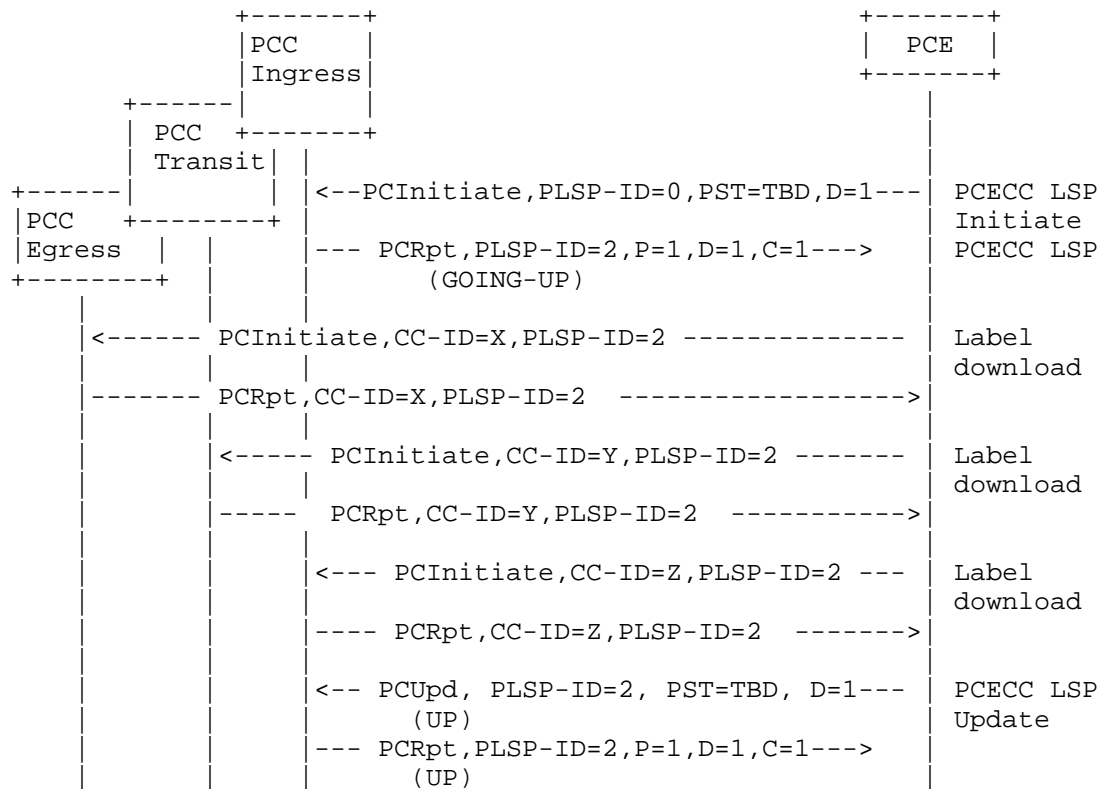 PCC PCE
Ingress
PCC
Transit
<--PCInitiate,PLSP-ID=0,PST=TBD,D=1--- PCECC LSP
PCC Initiate
Egress --- PCRpt,PLSP-ID=2,P=1,D=1,C=1---> PCECC LSP
(GOING-UP)
<------ PCInitiate,CC-ID=X,PLSP-ID=2 -------------- Label
download
------- PCRpt,CC-ID=X,PLSP-ID=2 ------------------>
<----- PCInitiate,CC-ID=Y,PLSP-ID=2 ------- Label
download
----- PCRpt,CC-ID=Y,PLSP-ID=2 ----------->
<--- PCInitiate,CC-ID=Z,PLSP-ID=2 --- Label
download
---- PCRpt,CC-ID=Z,PLSP-ID=2 ------->
<-- PCUpd, PLSP-ID=2, PST=TBD, D=1--- PCECC LSP
(UP) Update
--- PCRpt,PLSP-ID=2,P=1,D=1,C=1--->
(UP)